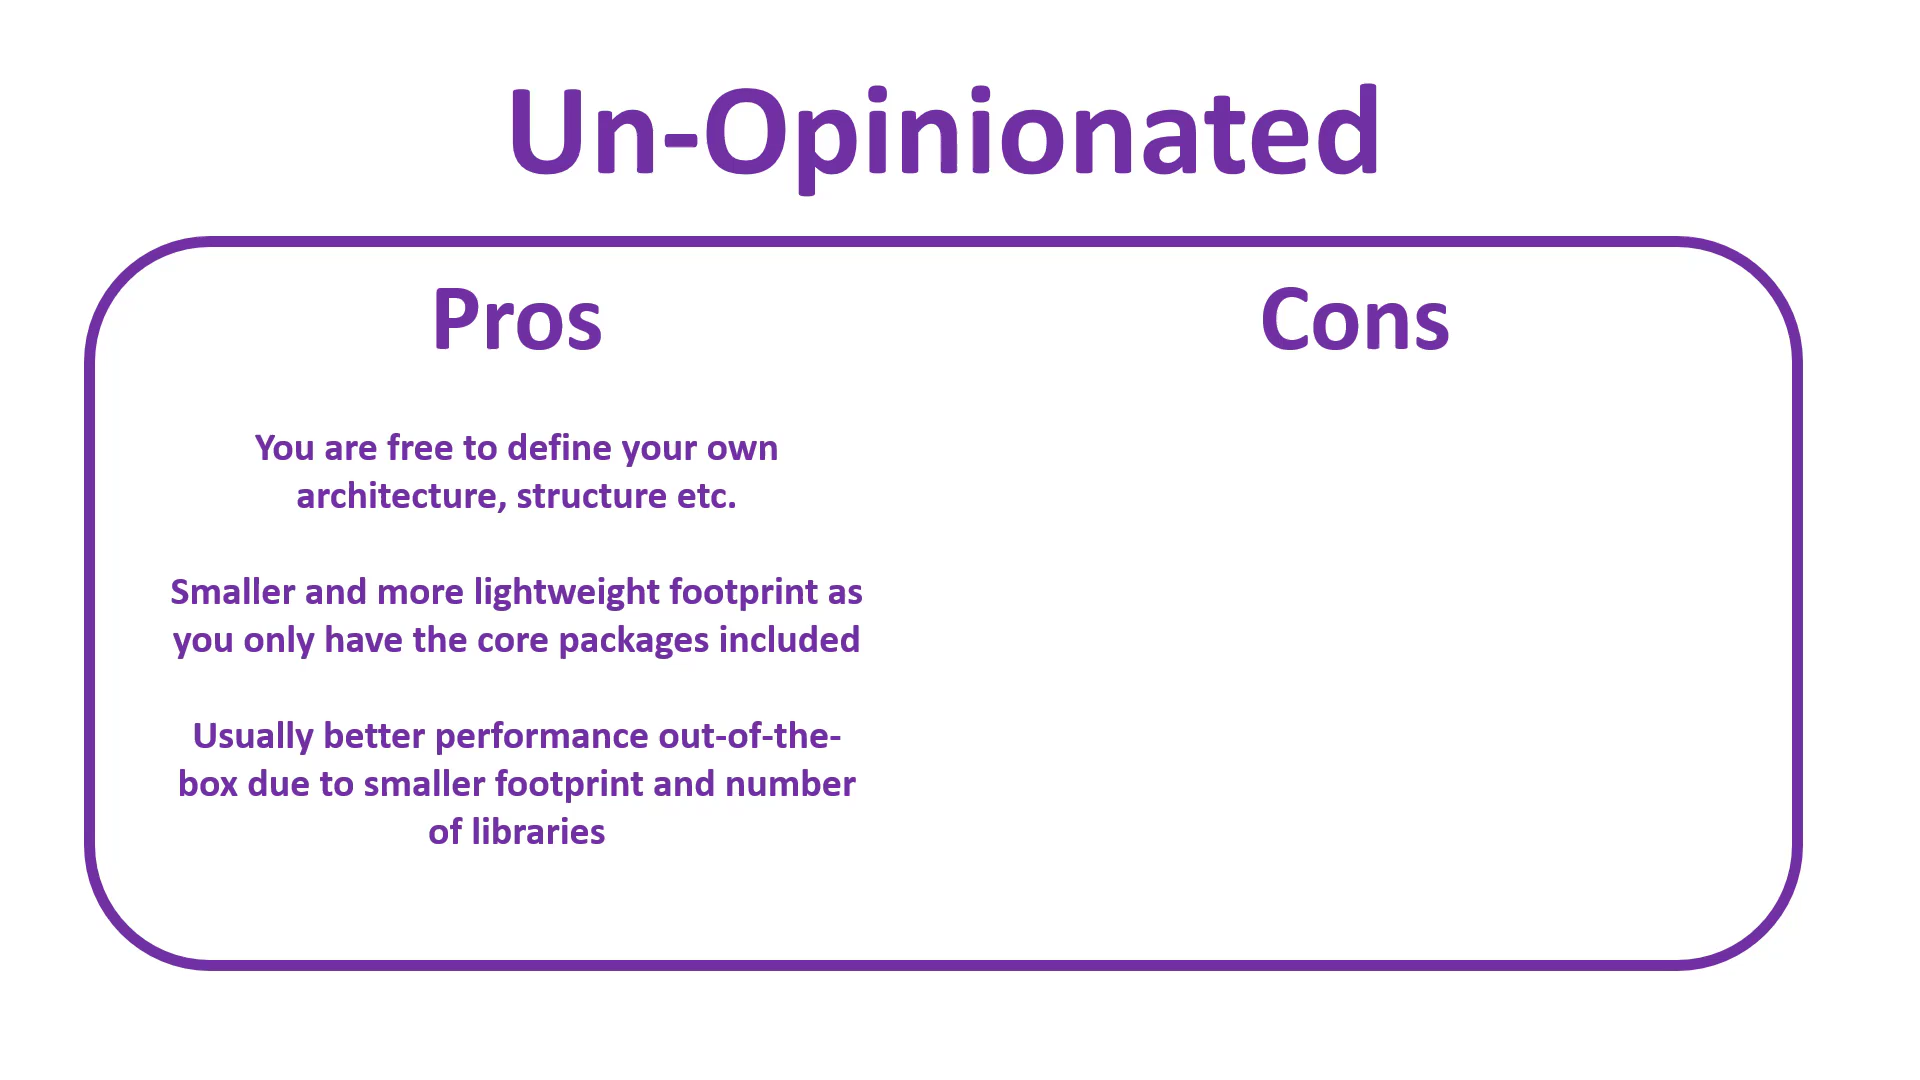 Un-Opinionated
Pros
You are free to define your own
architecture, structure etc.
Smaller and more lightweight footprint as
you only have the core packages included
Usually better performance out-of-the-
box due to smaller footprint and number
of libraries
Cons